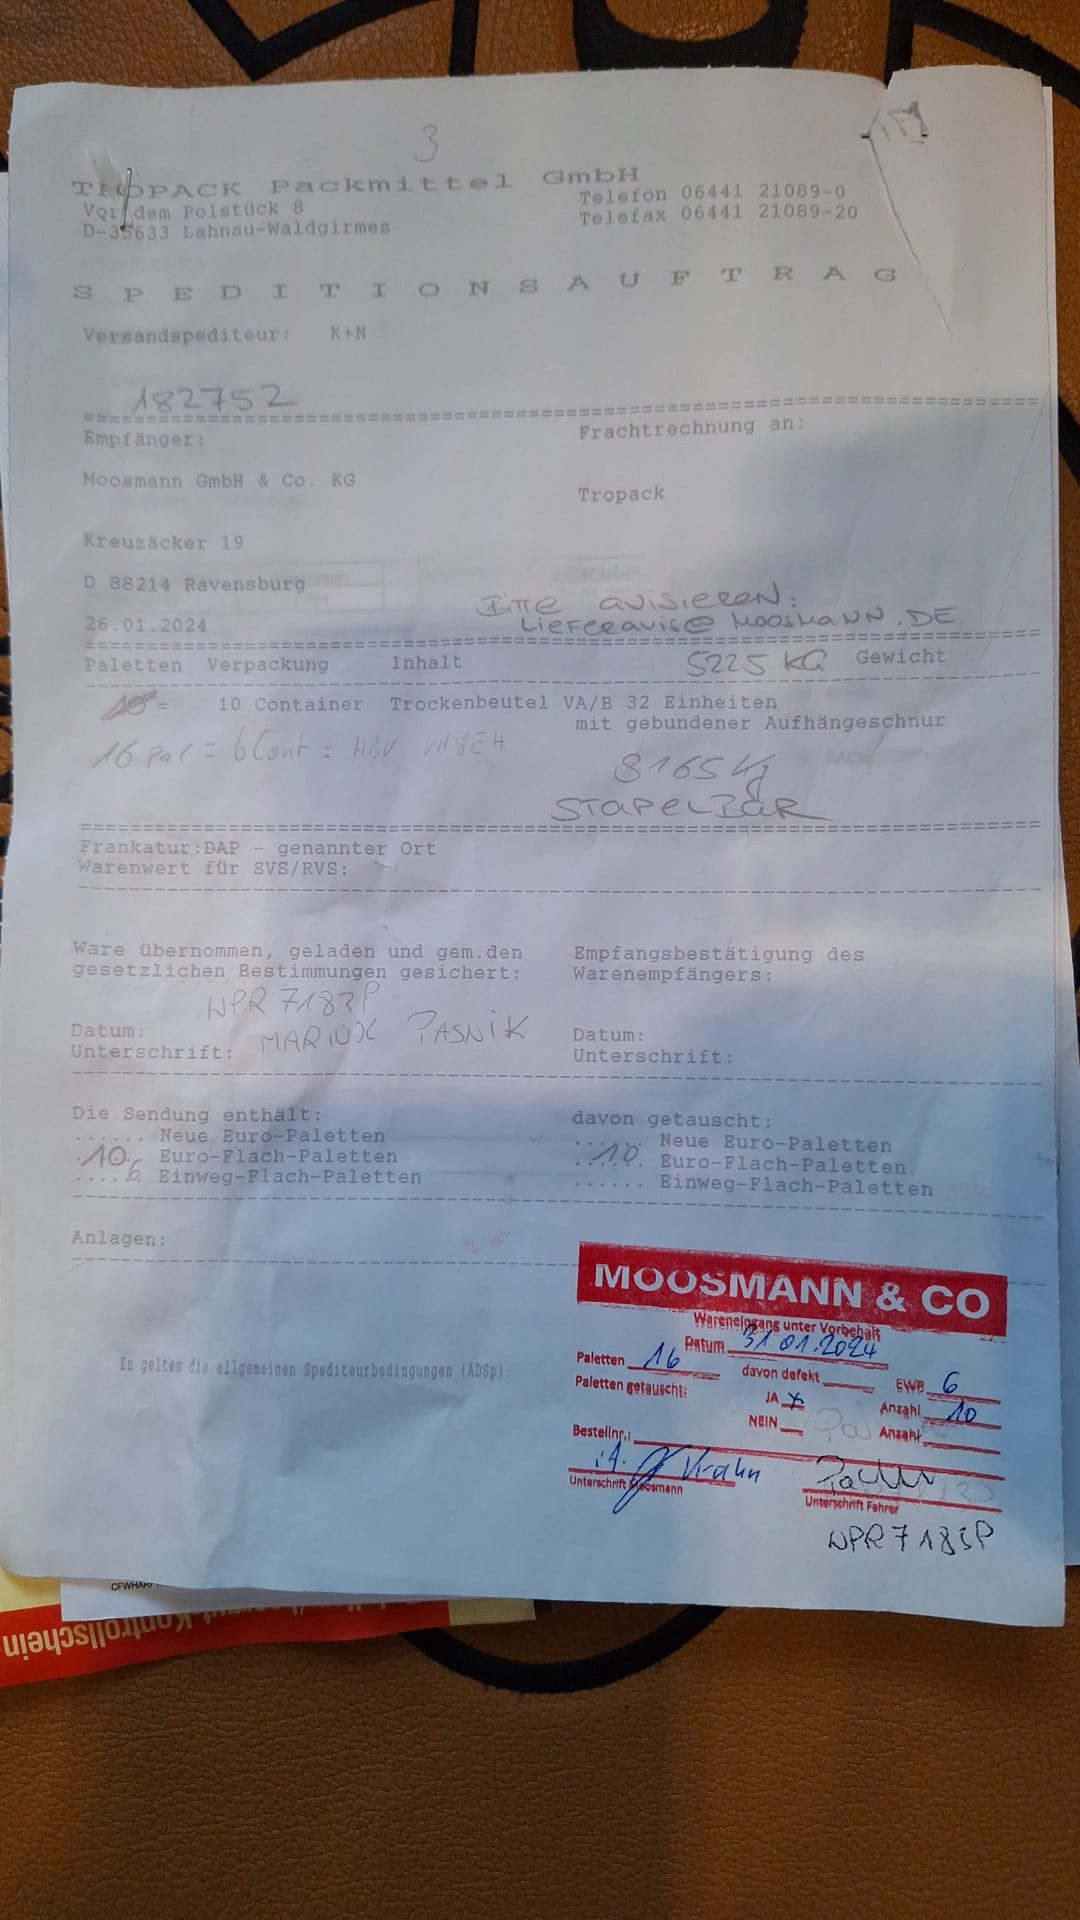 3
TROPACK Packmittel GmbH
Vor dem Polstück 8
D-35633 Lahnau-Waldgirmes
Telefon 06441 21089-0
Telefax 06441 21089-20
S P E D I T I O N S A U F T R A G
Versandspediteur: K+N
182752
Empfänger:
Frachtrechnung an:
Moosmann GmbH & Co. KG
Tropack
Kreuzäcker 19
D 88214 Ravensburg
BITTE AVISIEREN:
LIEFERAVIS@MOOSMANN.DE
26.01.2024
Paletten Verpackung Inhalt 5225 KG Gewicht
10 = 10 Container Trockenbeutel VA/B 32 Einheiten
mit gebundener Aufhängeschnur
16 Pal = 6 Cont =
8165 Kg
STAPELBAR
Frankatur:DAP - genannter Ort
Warenwert für SVS/RVS:
Ware übernommen, geladen und gem.den
gesetzlichen Bestimmungen gesichert:
WPR 7183P
Datum:
Unterschrift: MARIUSZ PASNIK
Empfangsbestätigung des
Warenempfängers:
Datum:
Unterschrift:
Die Sendung enthält:
...... Neue Euro-Paletten
.10. Euro-Flach-Paletten
....6. Einweg-Flach-Paletten
davon getauscht:
...... Neue Euro-Paletten
..10.. Euro-Flach-Paletten
...... Einweg-Flach-Paletten
Anlagen:
Es gelten die allgemeinen Spediteurbedingungen (ADSp).
MOOSMANN & CO
Wareneingang unter Vorbehalt
Datum 31.01.2024
Paletten 16 davon defekt EWP 6
Paletten getauscht: JA x Anzahl 10
NEIN Anzahl
Bestellnr.:
i.A. Krahn
Unterschrift Moosmann
Unterschrift Fahrer
WPR 7183P
CFWHARF
Kontrollschein